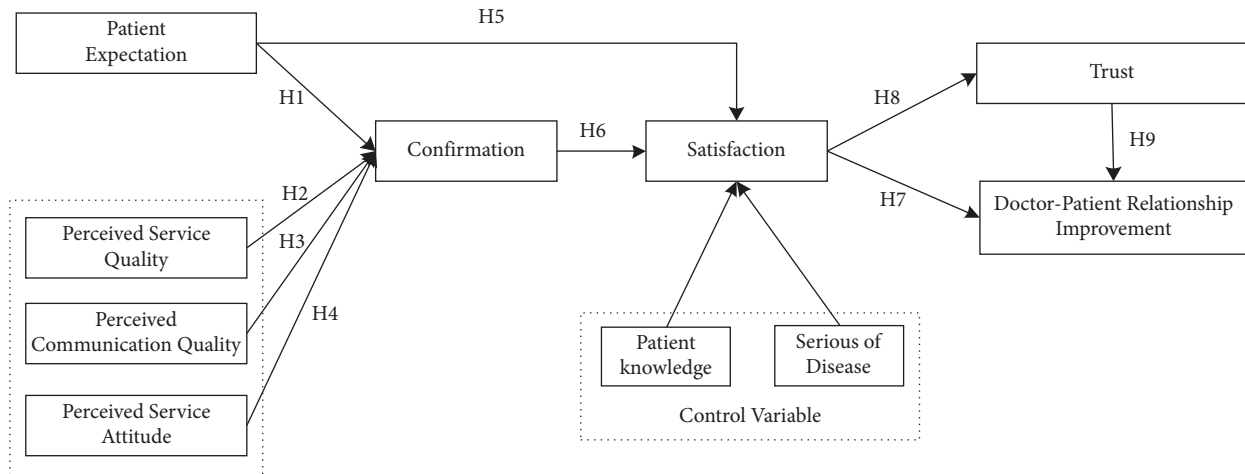 Patient
Expectation
H5
H1
Confirmation
H6
Satisfaction
H8
Trust
H9
H7
Doctor-Patient Relationship
Improvement
H2
Perceived Service
Quality
H3
Perceived
Communication Quality
H4
Perceived Service
Attitude
Patient
knowledge
Serious of
Disease
Control Variable